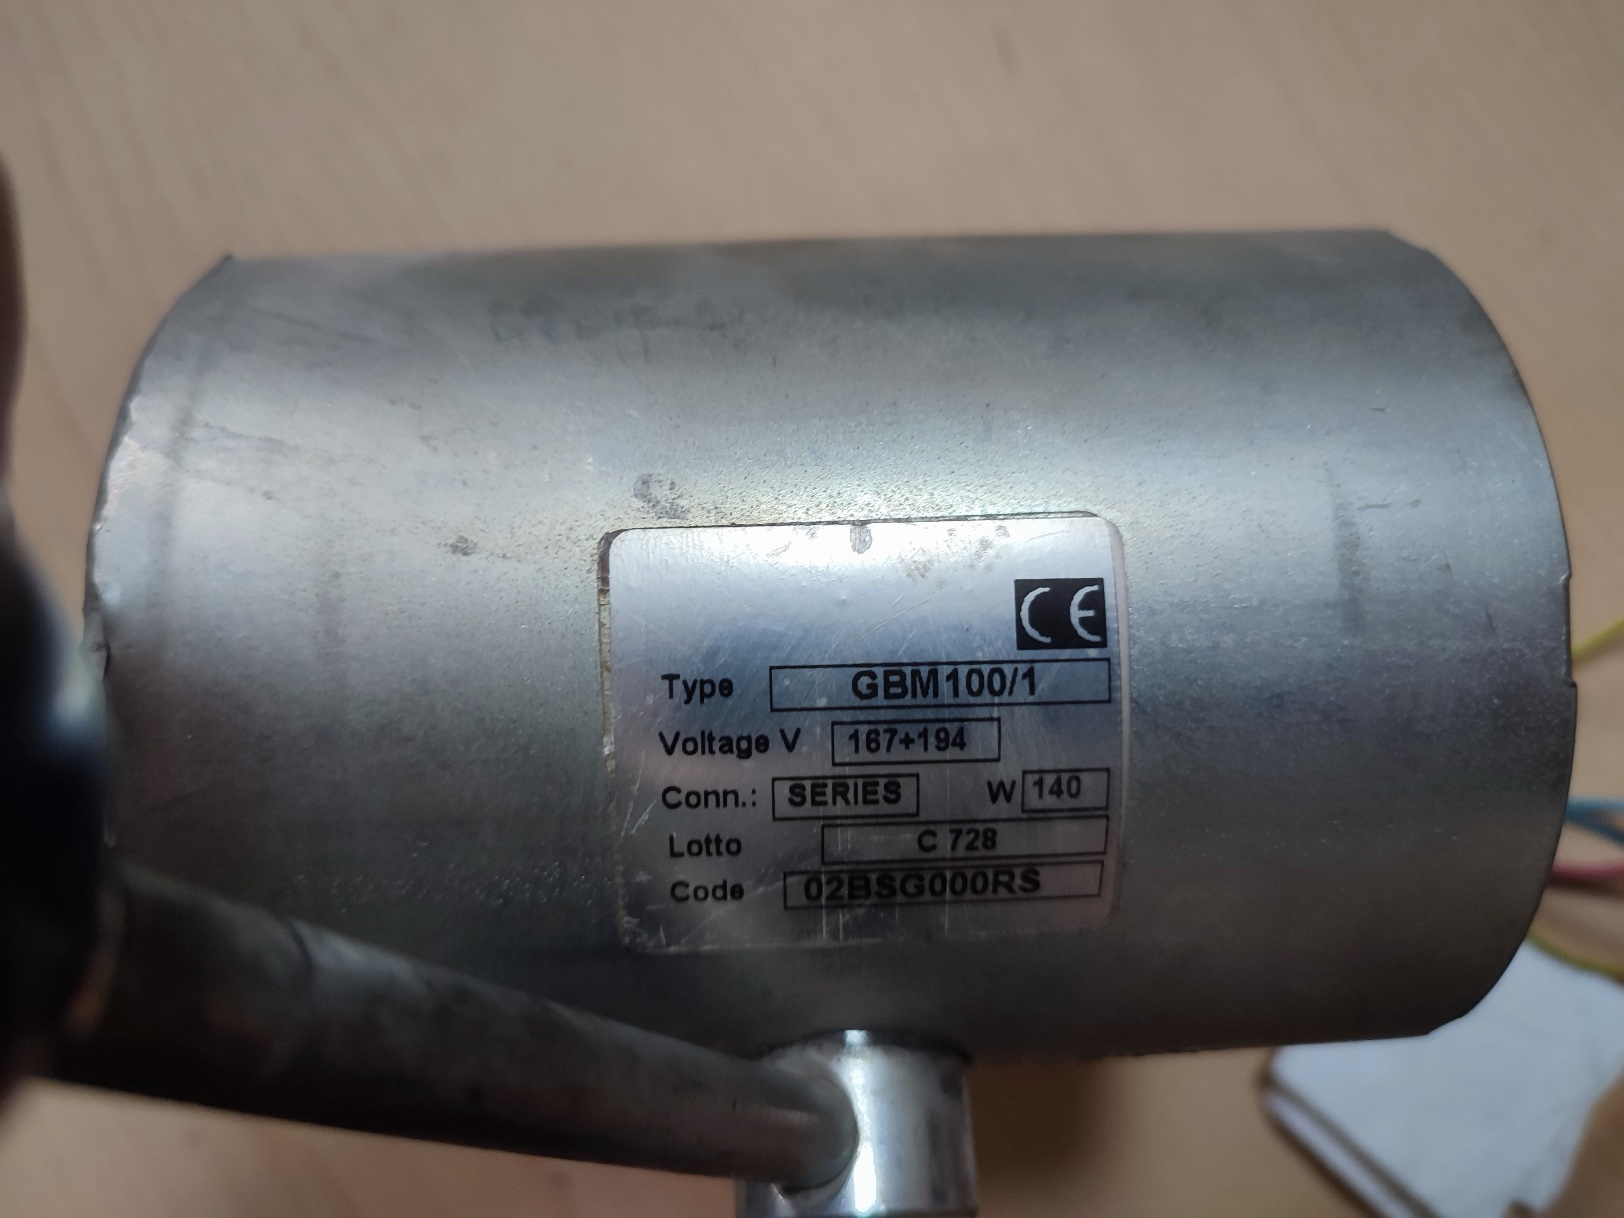 CE
Type GBM100/1
Voltage V 167+194
Conn.: SERIES W 140
Lotto C 728
Code 02BSG000RS